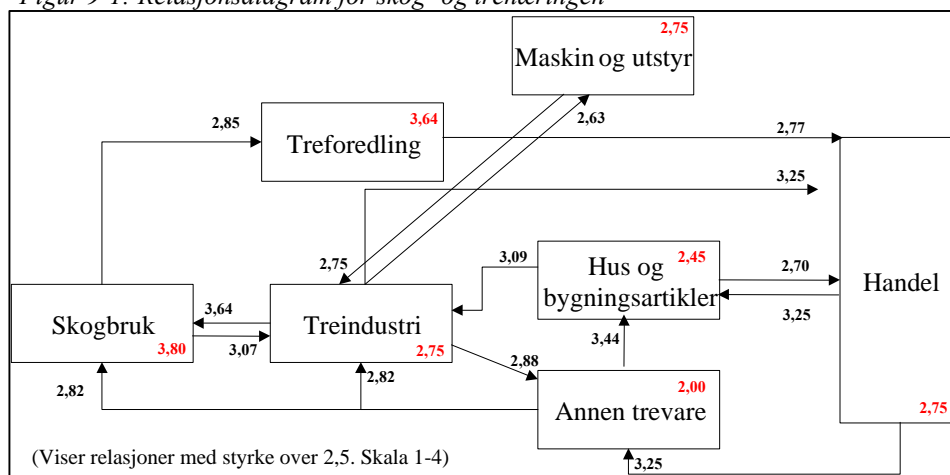 Figur 9-1: Relasjonsdiagram for skog- og trenæringen
2,75
Maskin og utstyr
2,85
3,64
Treforedling
2,63
2,77
3,25
2,75
3,09
2,45
Hus og
bygningsartikler
2,70
3,25
Handel
2,75
Skogbruk
3,80
3,64
3,07
Treindustri
2,75
3,44
2,88
2,82
2,82
2,00
Annen trevare
3,25
(Viser relasjoner med styrke over 2,5. Skala 1-4)